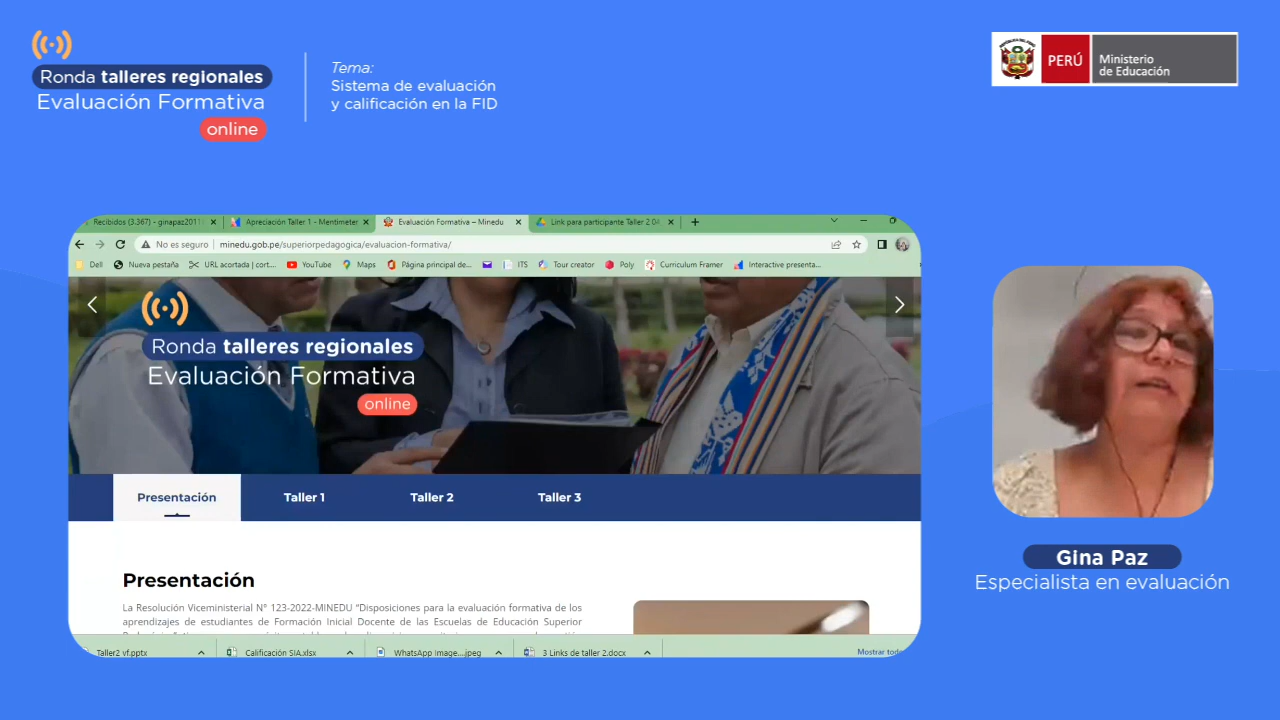 Ronda talleres regionales
Evaluación Formativa
online
Tema:
Sistema de evaluación
y calificación en la FID
PERÚ
Ministerio
de Educación
Recibidos (3.367) - ginapaz2011
Apreciación Taller 1 - Mentimeter
Evaluación Formativa – Minedu
Link para participante Taller 2 04
No es seguro
minedu.gob.pe/superiorpedagogica/evaluacion-formativa/
Dell
Nueva pestaña
URL acortada | cort...
YouTube
Maps
Página principal de...
ITS
Tour creator
Poly
Curriculum Framer
Interactive presenta...
Ronda talleres regionales
Evaluación Formativa
online
Presentación
Taller 1
Taller 2
Taller 3
Presentación
La Resolución Viceministerial N° 123-2022-MINEDU “Disposiciones para la evaluación formativa de los
aprendizajes de estudiantes de Formación Inicial Docente de las Escuelas de Educación Superior
Taller2 vf.pptx
Calificación SIA.xlsx
WhatsApp Image....jpeg
3 Links de taller 2.docx
Mostrar todo
Gina Paz
Especialista en evaluación